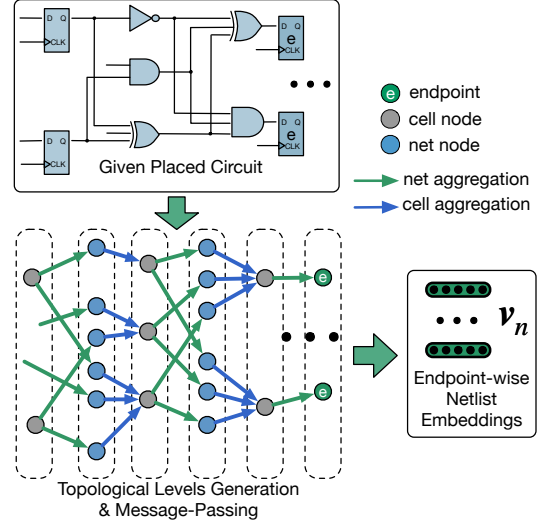 D Q
CLK
D Q
e
CLK
D Q
CLK
D Q
e
CLK
Given Placed Circuit
e endpoint
cell node
net node
net aggregation
cell aggregation
e
e
Topological Levels Generation
& Message-Passing
vn
Endpoint-wise
Netlist
Embeddings